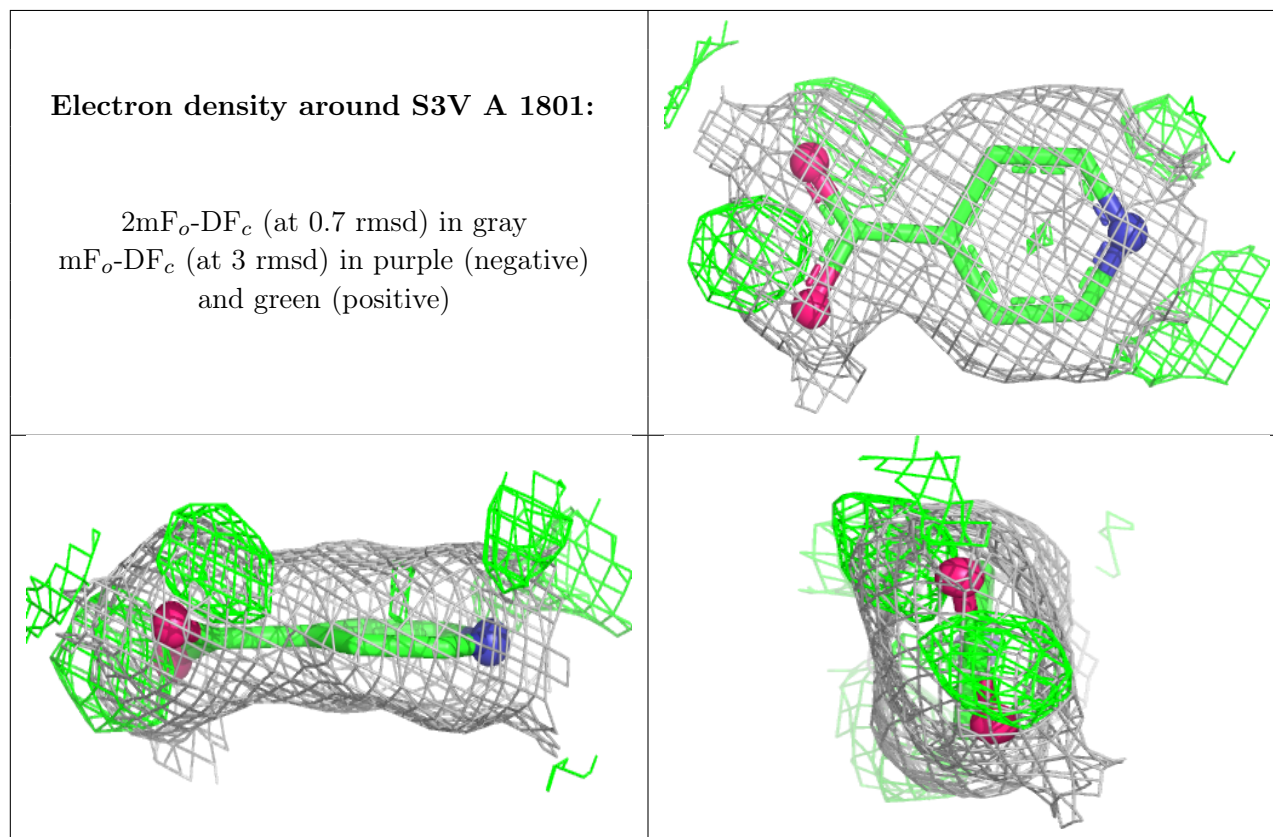 Electron density around S3V A 1801:
2mFo-DFc (at 0.7 rmsd) in gray
mFo-DFc (at 3 rmsd) in purple (negative)
and green (positive)